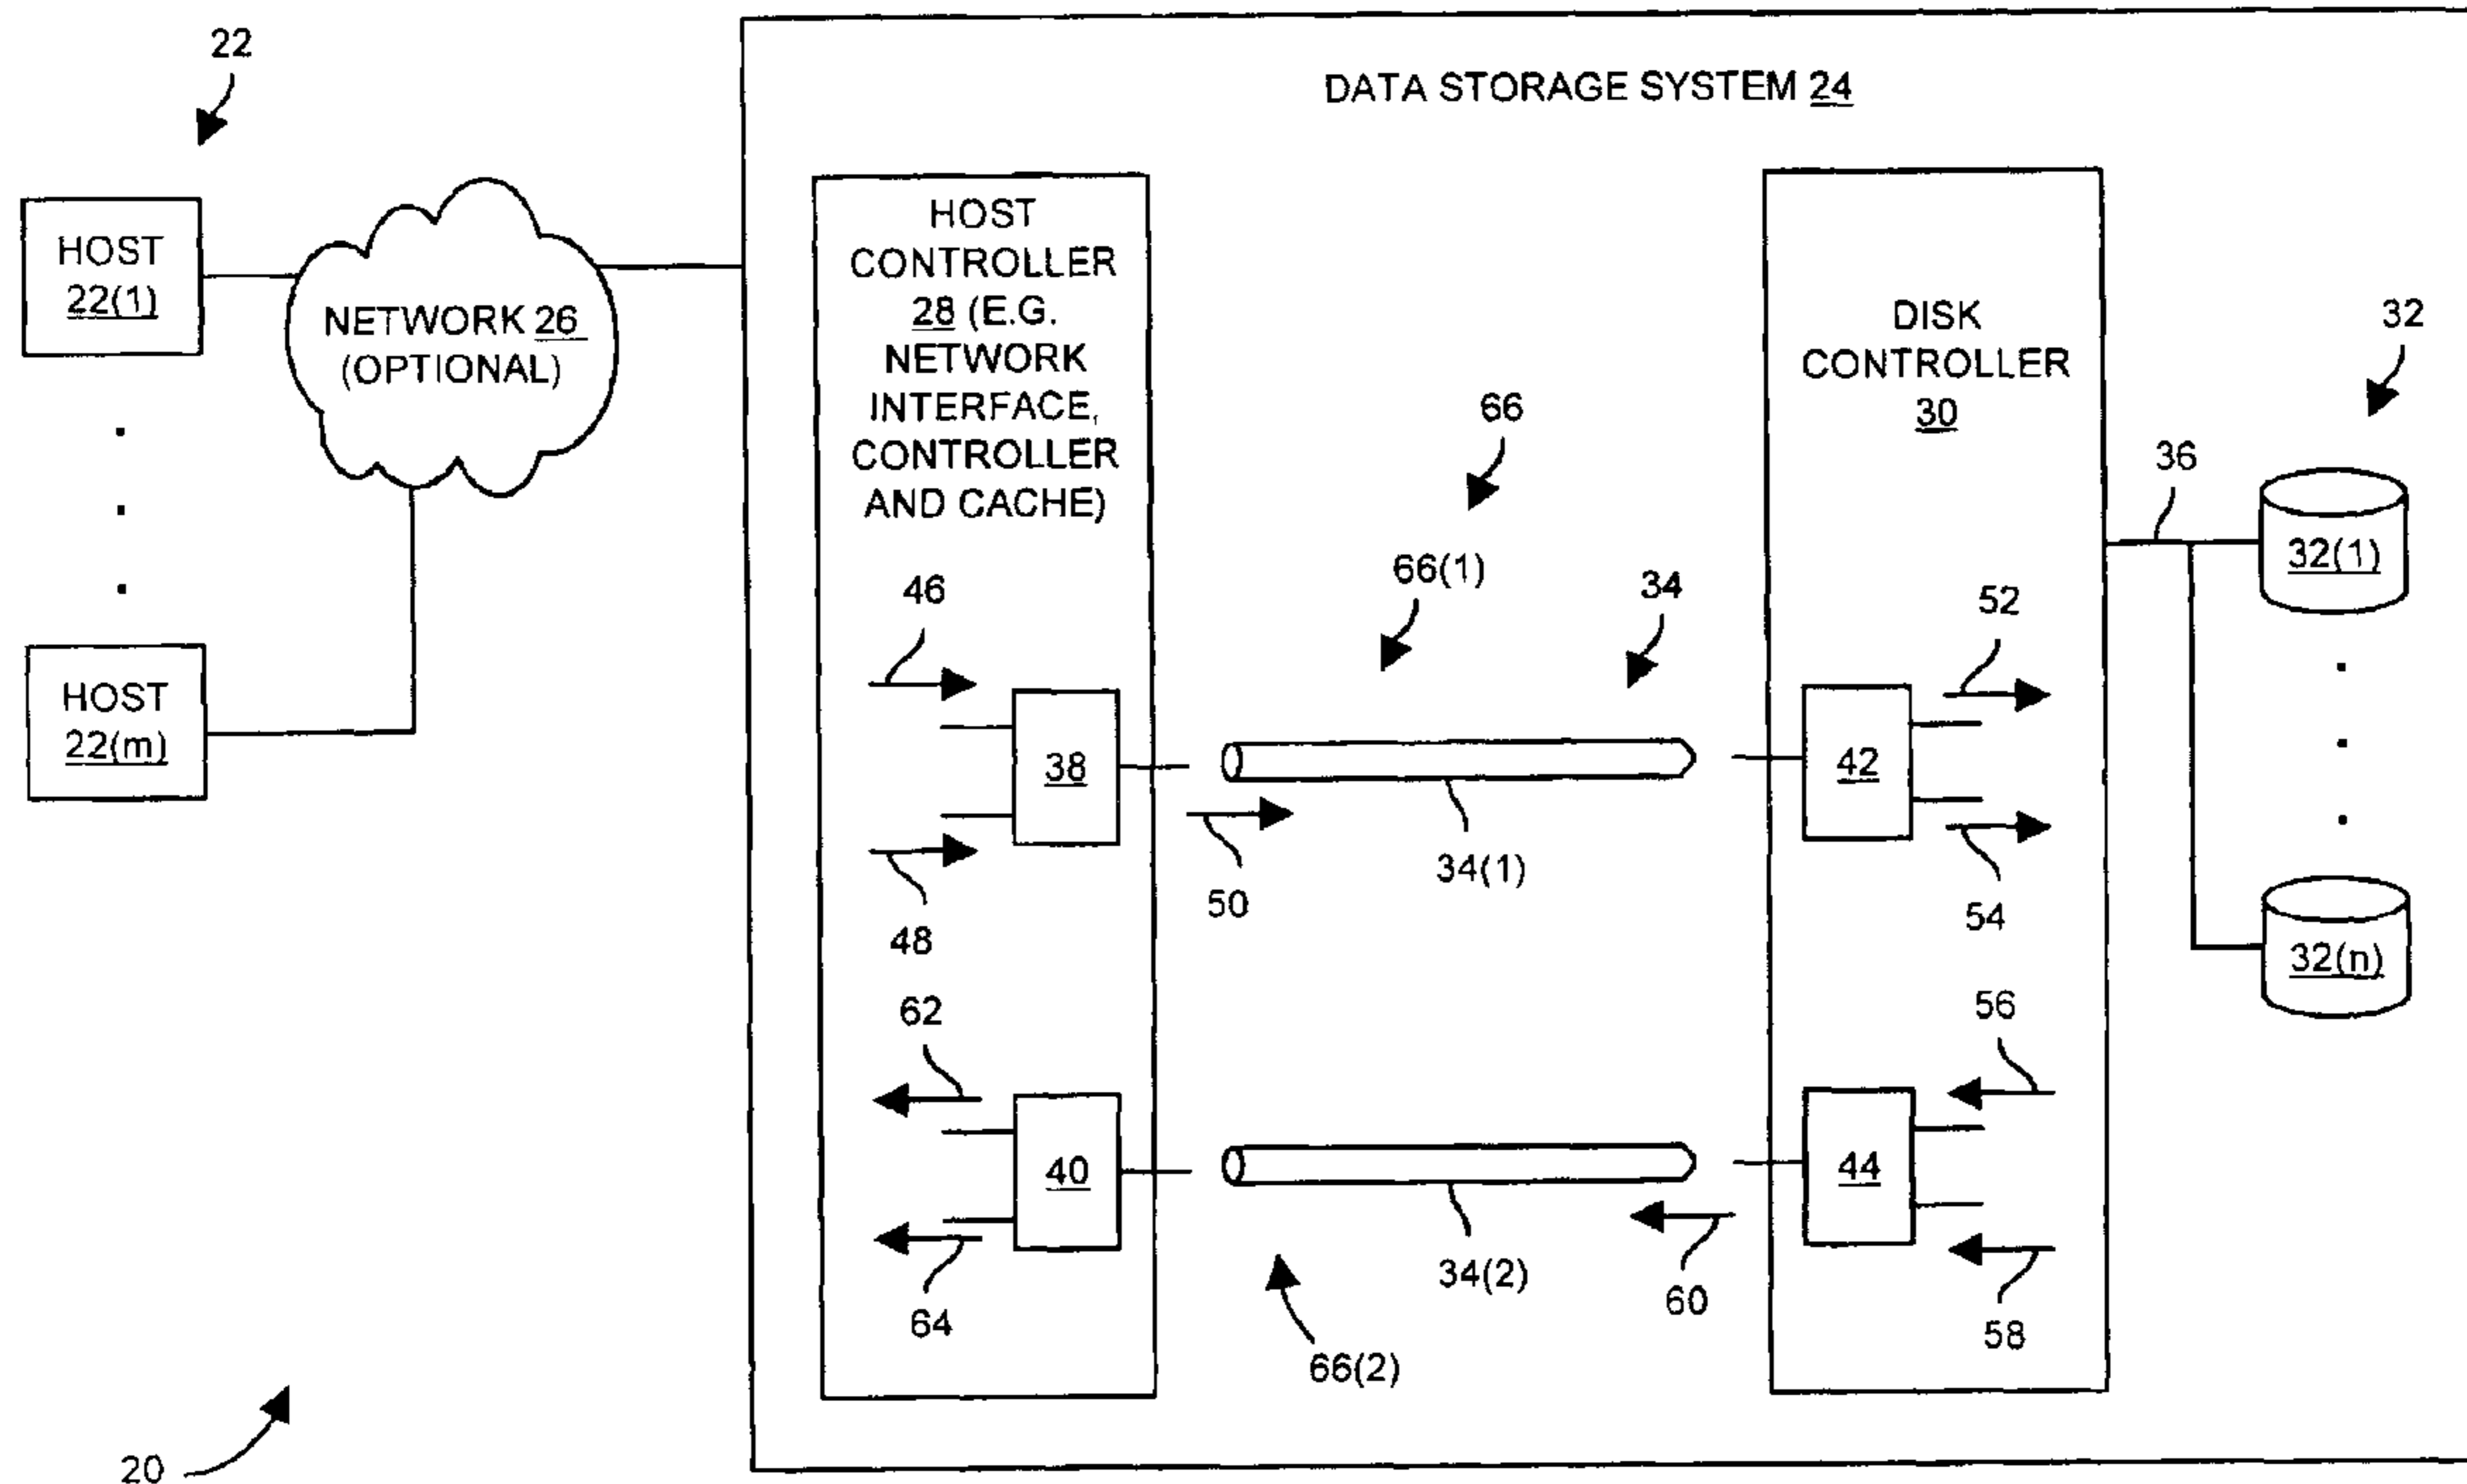 22
DATA STORAGE SYSTEM 24
HOST
22(1)
NETWORK 26
(OPTIONAL)
HOST
CONTROLLER
28 (E.G.
NETWORK
INTERFACE,
CONTROLLER
AND CACHE)
DISK
CONTROLLER
30
32
66
36
32(1)
66(1)
34
46
52
HOST
22(m)
38
42
34(1)
50
48
54
32(n)
62
56
40
44
34(2)
60
64
58
66(2)
20